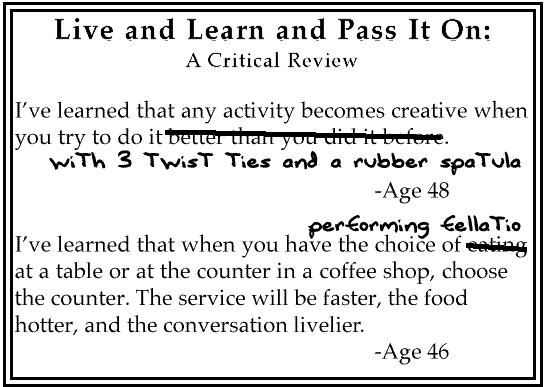 Live and Learn and Pass It On:
A Critical Review
I've learned that any activity becomes creative when
you try to do it better than you did it before.
wiTh 3 TwisT Ties and a rubber spaTula
-Age 48
performing fellaTio
I've learned that when you have the choice of eating
at a table or at the counter in a coffee shop, choose
the counter. The service will be faster, the food
hotter, and the conversation livelier.
-Age 46